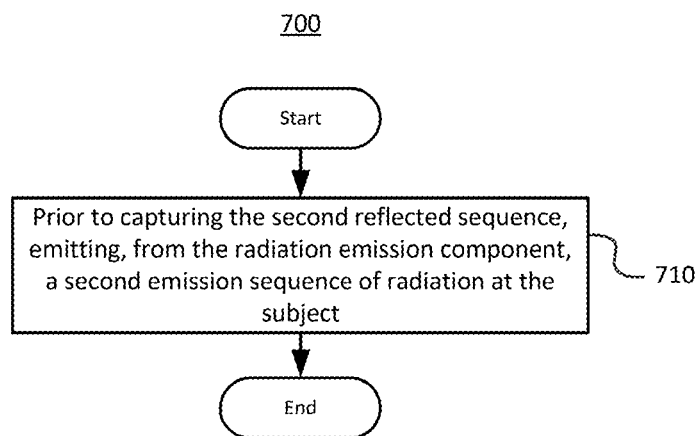 700
Start
Prior to capturing the second reflected sequence,
emitting, from the radiation emission component,
a second emission sequence of radiation at the
subject
710
End